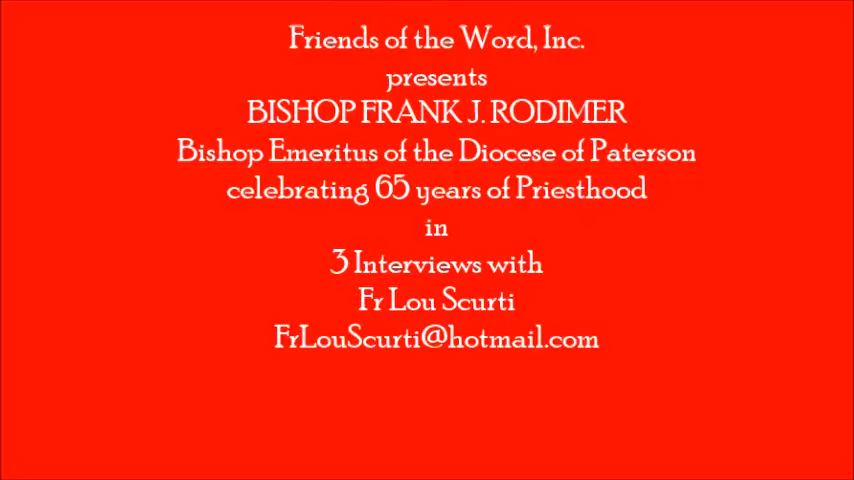 Friends of the Word, Inc.
presents
BISHOP FRANK J. RODIMER
Bishop Emeritus of the Diocese of Paterson
celebrating 65 years of Priesthood
in
3 Interviews with
Fr Lou Scurti
FrLouScurti@hotmail.com